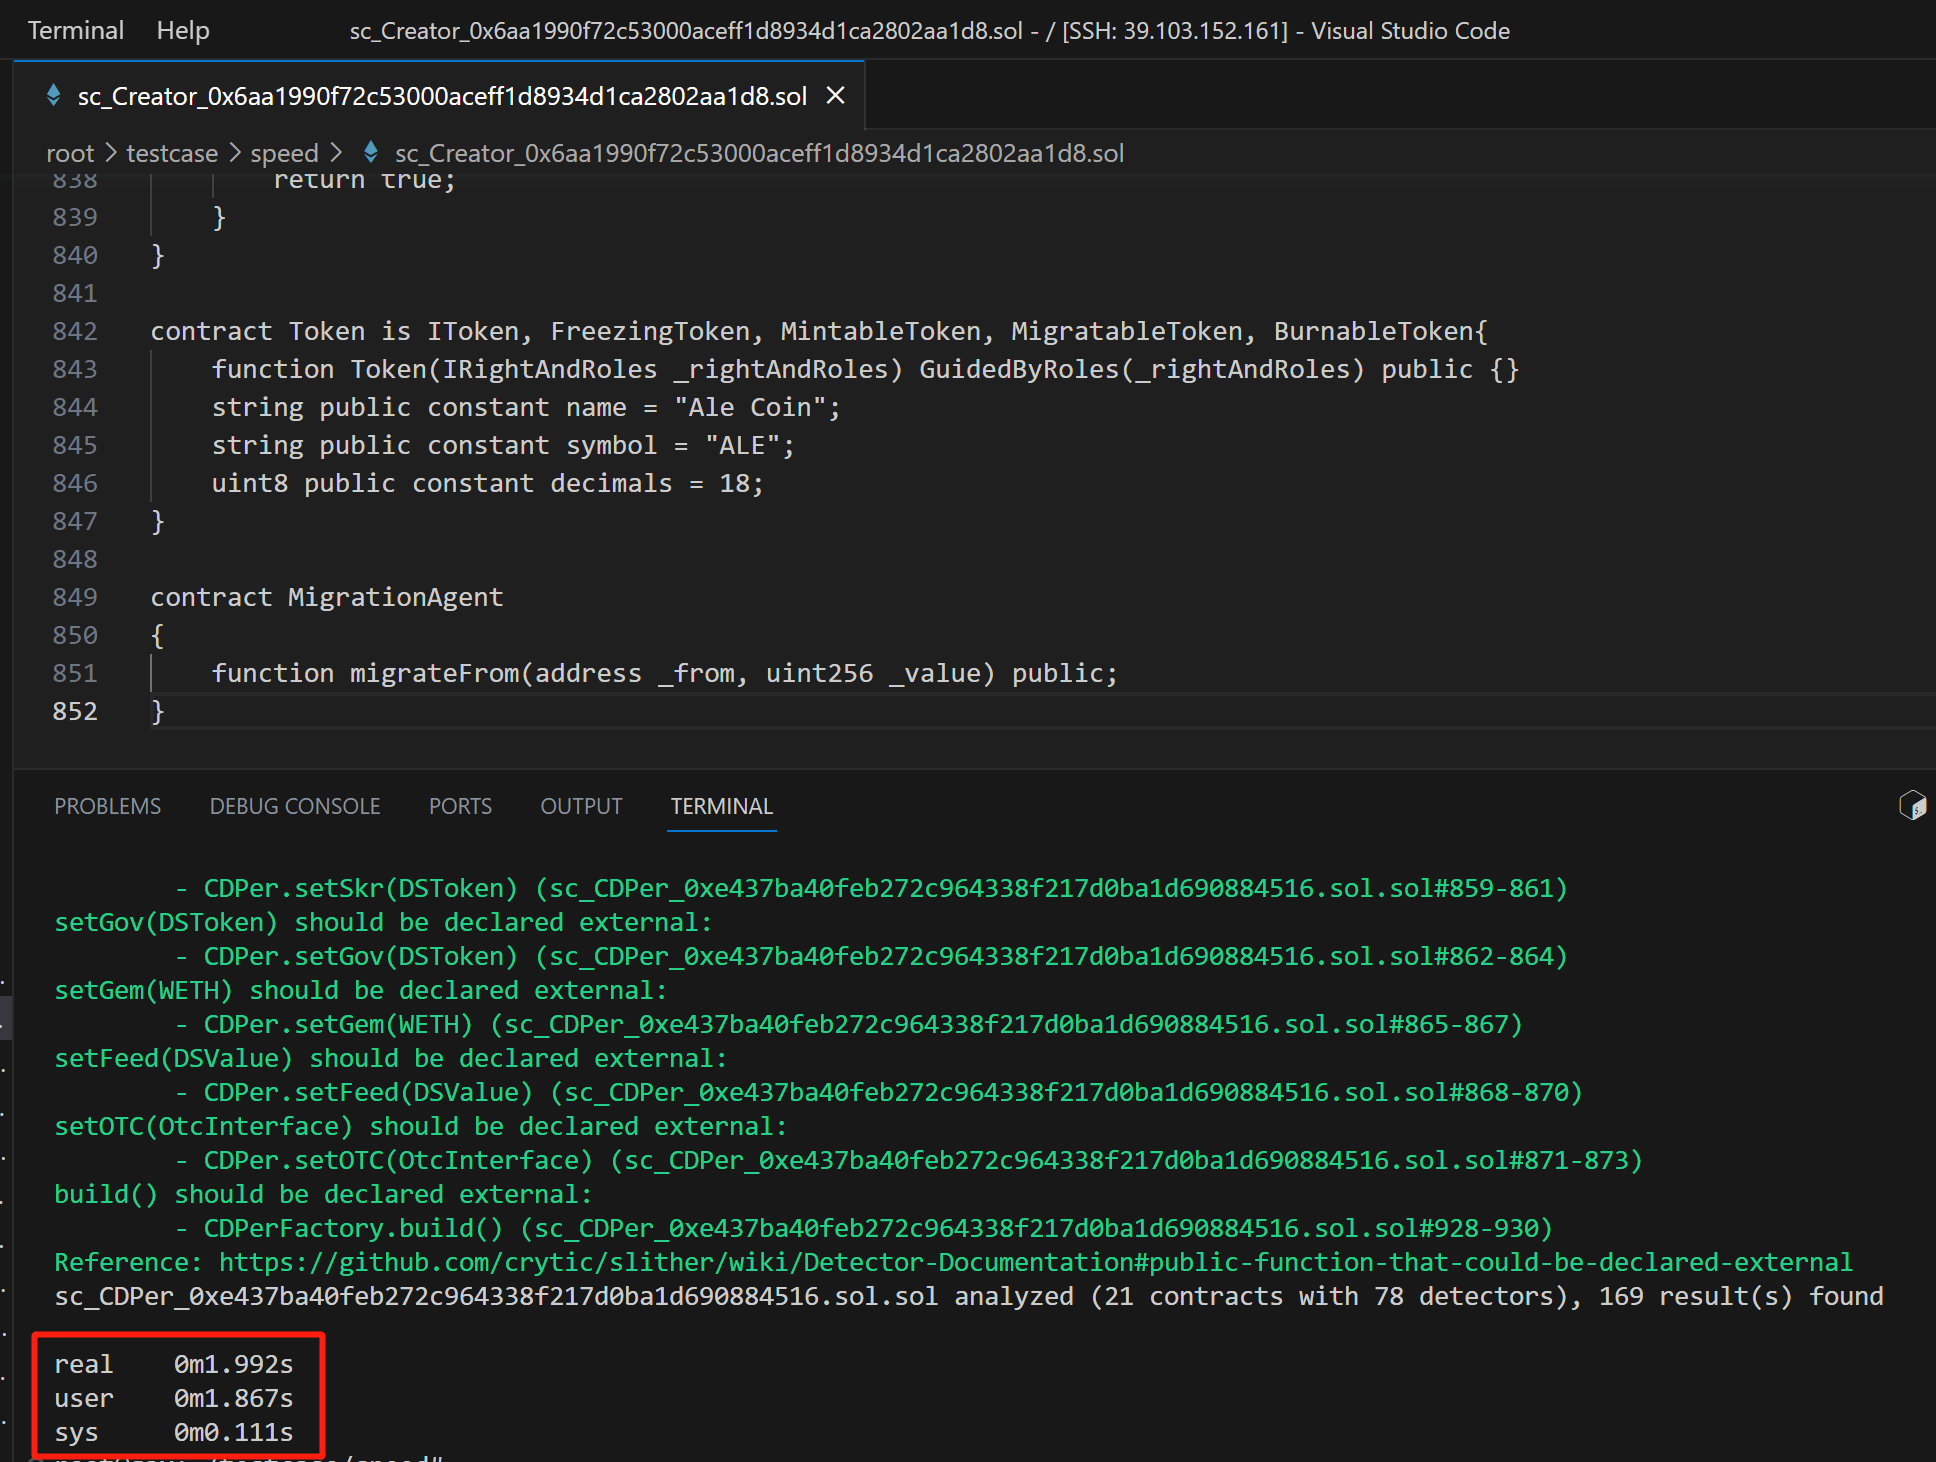 Terminal Help sc_Creator_0x6aa1990f72c53000aceff1d8934d1ca2802aa1d8.sol - / [SSH: 39.103.152.161] - Visual Studio Code
sc_Creator_0x6aa1990f72c53000aceff1d8934d1ca2802aa1d8.sol
root > testcase > speed > sc_Creator_0x6aa1990f72c53000aceff1d8934d1ca2802aa1d8.sol
838 return true;
839 }
840 }
841
842 contract Token is IToken, FreezingToken, MintableToken, MigratableToken, BurnableToken{
843 function Token(IRightAndRoles _rightAndRoles) GuidedByRoles(_rightAndRoles) public {}
844 string public constant name = "Ale Coin";
845 string public constant symbol = "ALE";
846 uint8 public constant decimals = 18;
847 }
848
849 contract MigrationAgent
850 {
851 function migrateFrom(address _from, uint256 _value) public;
852 }
PROBLEMS DEBUG CONSOLE PORTS OUTPUT TERMINAL
- CDPer.setSkr(DSToken) (sc_CDPer_0xe437ba40feb272c964338f217d0ba1d690884516.sol.sol#859-861)
setGov(DSToken) should be declared external:
- CDPer.setGov(DSToken) (sc_CDPer_0xe437ba40feb272c964338f217d0ba1d690884516.sol.sol#862-864)
setGem(WETH) should be declared external:
- CDPer.setGem(WETH) (sc_CDPer_0xe437ba40feb272c964338f217d0ba1d690884516.sol.sol#865-867)
setFeed(DSValue) should be declared external:
- CDPer.setFeed(DSValue) (sc_CDPer_0xe437ba40feb272c964338f217d0ba1d690884516.sol.sol#868-870)
setOTC(OtcInterface) should be declared external:
- CDPer.setOTC(OtcInterface) (sc_CDPer_0xe437ba40feb272c964338f217d0ba1d690884516.sol.sol#871-873)
build() should be declared external:
- CDPerFactory.build() (sc_CDPer_0xe437ba40feb272c964338f217d0ba1d690884516.sol.sol#928-930)
Reference: https://github.com/crytic/slither/wiki/Detector-Documentation#public-function-that-could-be-declared-external
sc_CDPer_0xe437ba40feb272c964338f217d0ba1d690884516.sol.sol analyzed (21 contracts with 78 detectors), 169 result(s) found
real 0m1.992s
user 0m1.867s
sys 0m0.111s